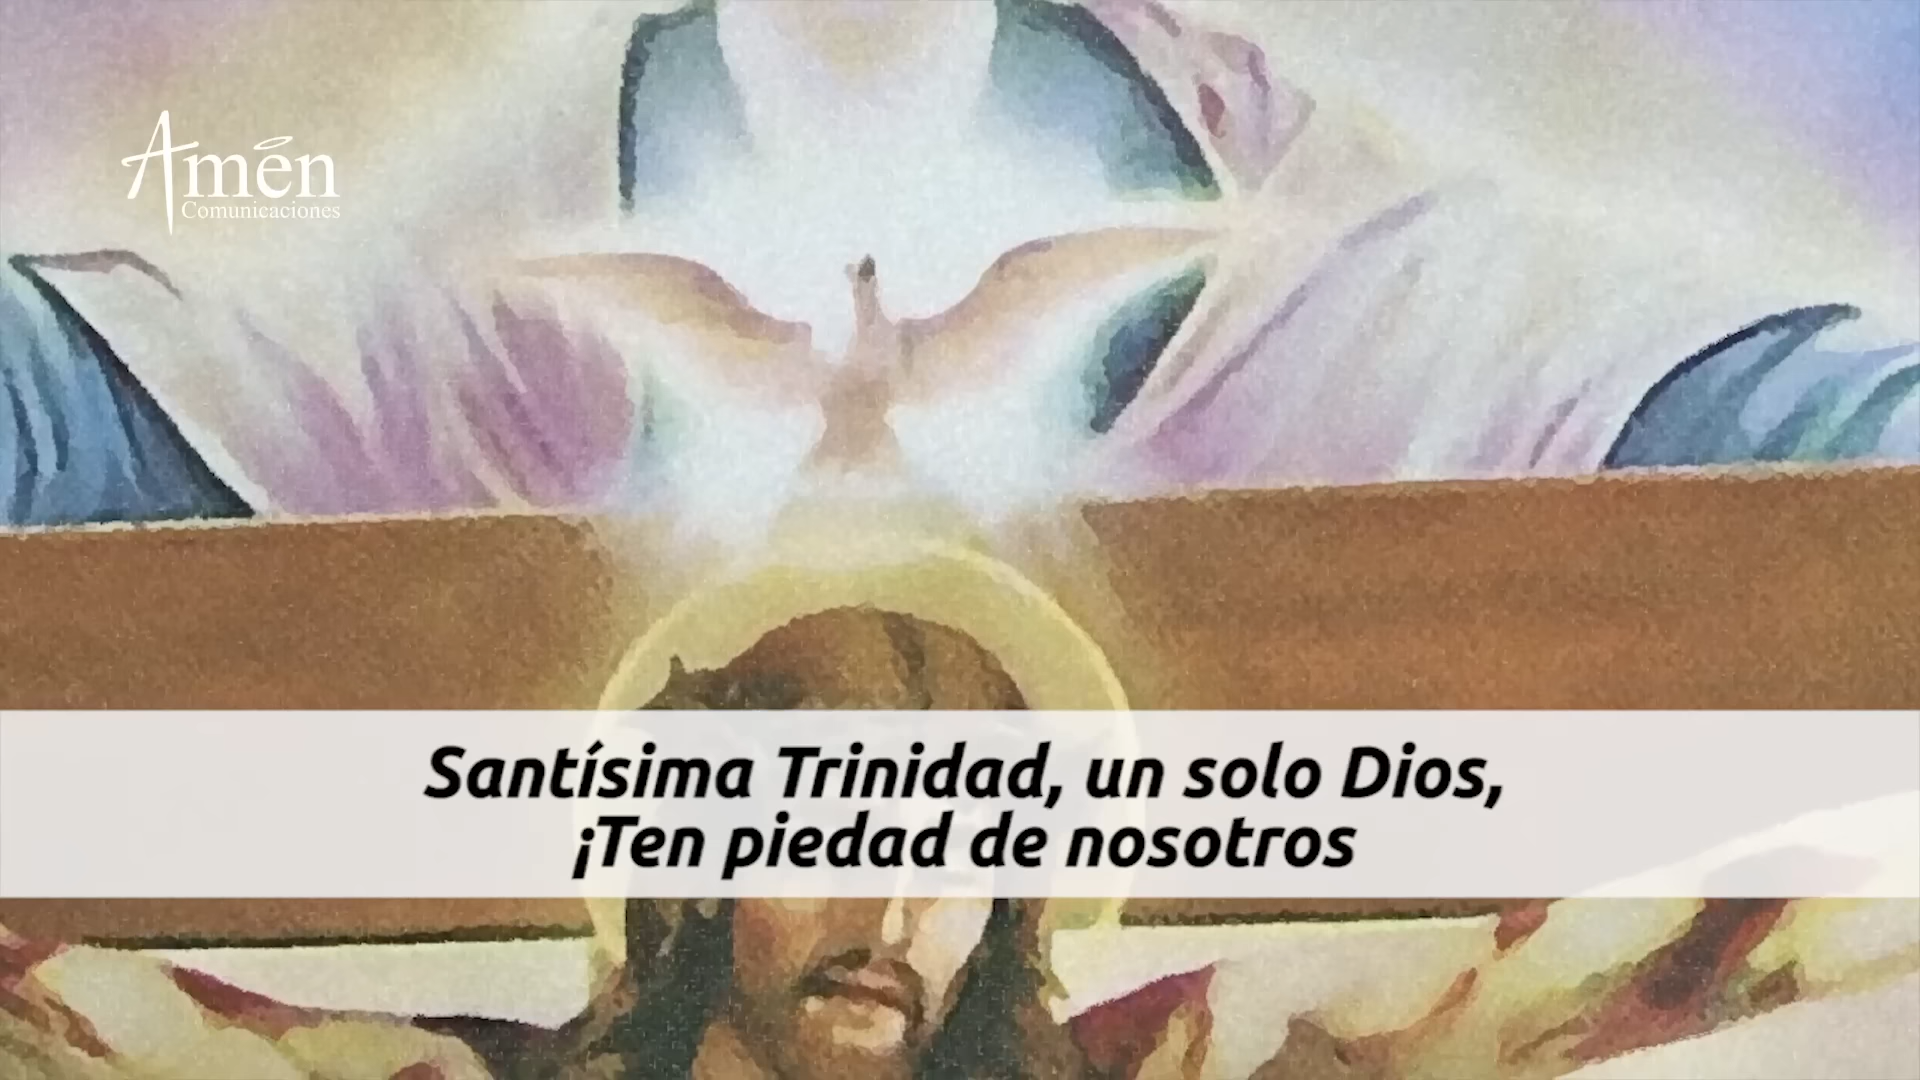 Amén
Comunicaciones
Santísima Trinidad, un solo Dios,
¡Ten piedad de nosotros